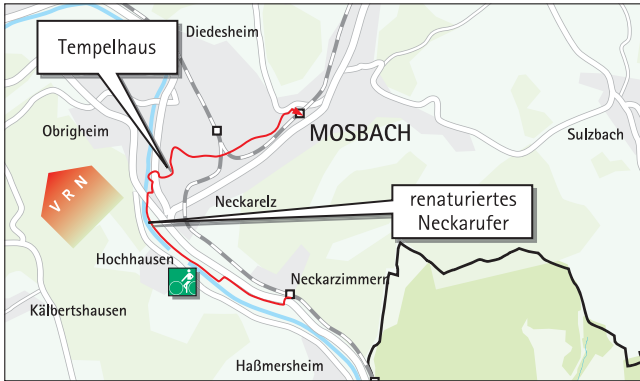 Diedesheim
Tempelhaus
Obrigheim
MOSBACH
Sulzbach
VRN
Neckarelz
renaturiertes
Neckarufer
Hochhausen
Neckarzimmern
Kälbertshausen
Haßmersheim